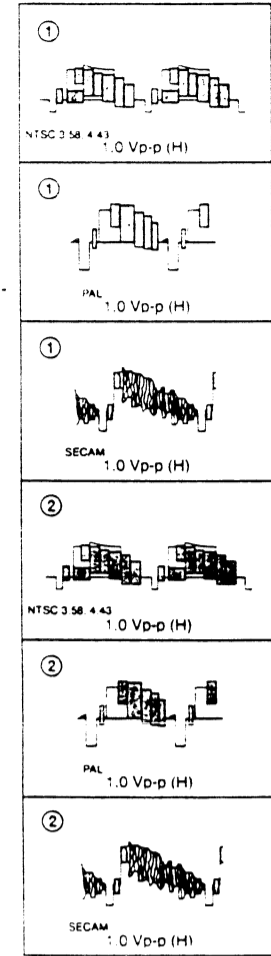 ①
NTSC 3.58, 4.43
1.0 Vp-p (H)
①
PAL
1.0 Vp-p (H)
①
SECAM
1.0 Vp-p (H)
②
NTSC 3.58, 4.43
1.0 Vp-p (H)
②
PAL
1.0 Vp-p (H)
②
SECAM
1.0 Vp-p (H)